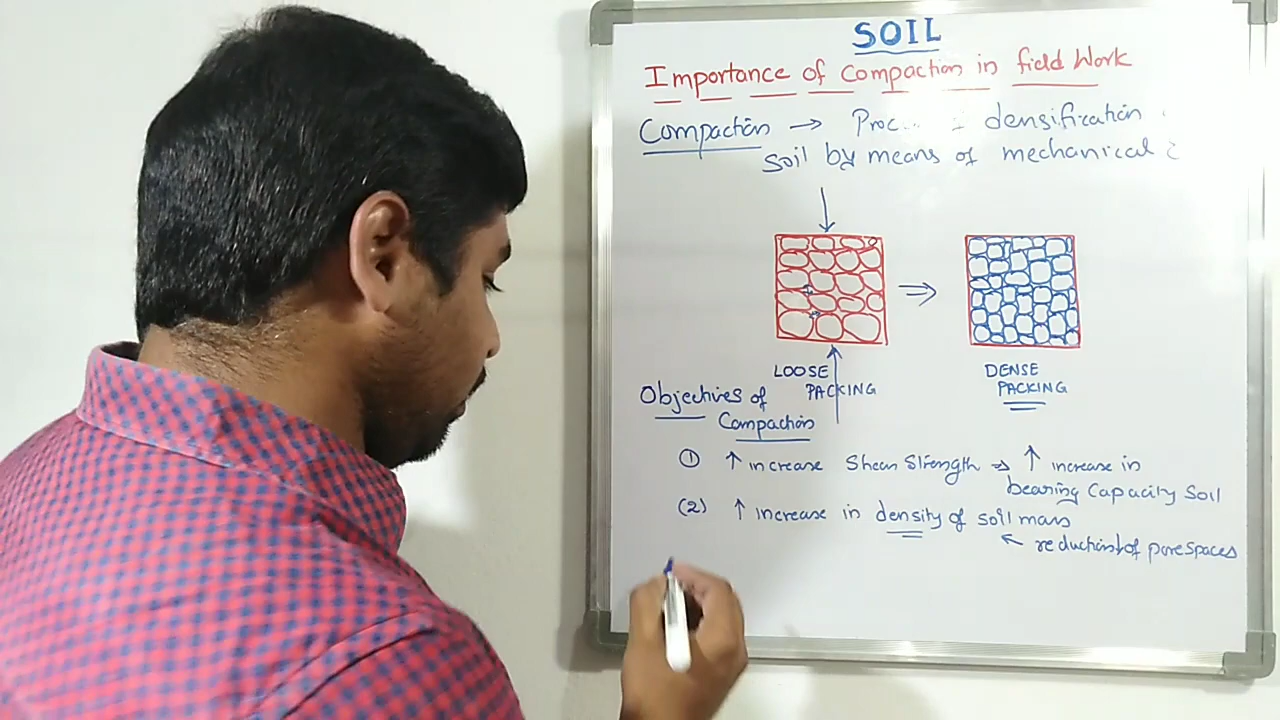 SOIL
Importance of Compaction in field Work
Compaction → densification
Soil by means of mechanical
LOOSE
PACKING
DENSE
PACKING
Objectives of
Compaction
① ↑ increase Shear Strength → ↑ increase in
bearing Capacity Soil
(2) ↑ increase in density of soil mass
← reduction of pore spaces